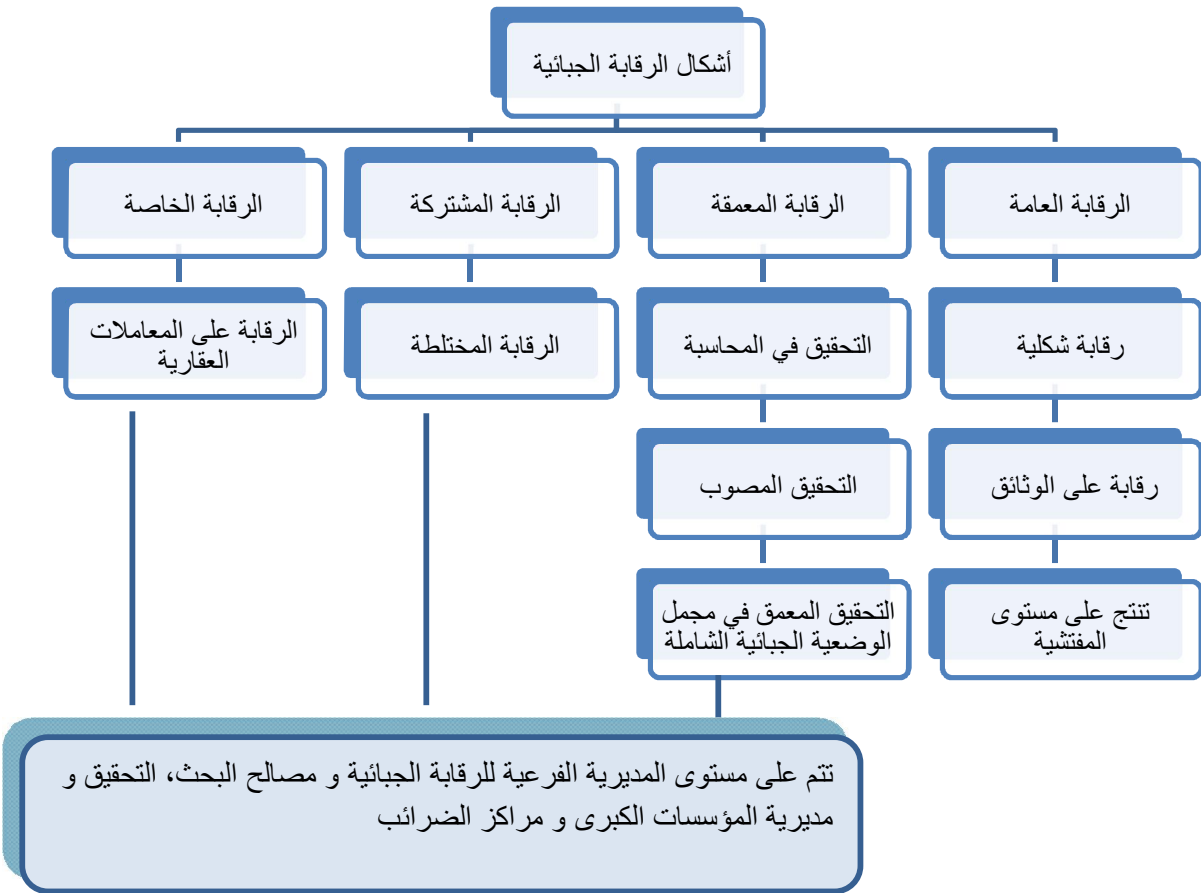 أشكال الرقابة الجبائية
الرقابة العامة
الرقابة المعمقة
الرقابة المشتركة
الرقابة الخاصة
رقابة شكلية
التحقيق في المحاسبة
الرقابة المختلطة
الرقابة على المعاملات
العقارية
رقابة على الوثائق
التحقيق المصوب
تنتج على مستوى
المفتشية
التحقيق المعمق في مجمل
الوضعية الجبائية الشاملة
تتم على مستوى المديرية الفرعية للرقابة الجبائية و مصالح البحث، التحقيق و
مديرية المؤسسات الكبرى و مراكز الضرائب